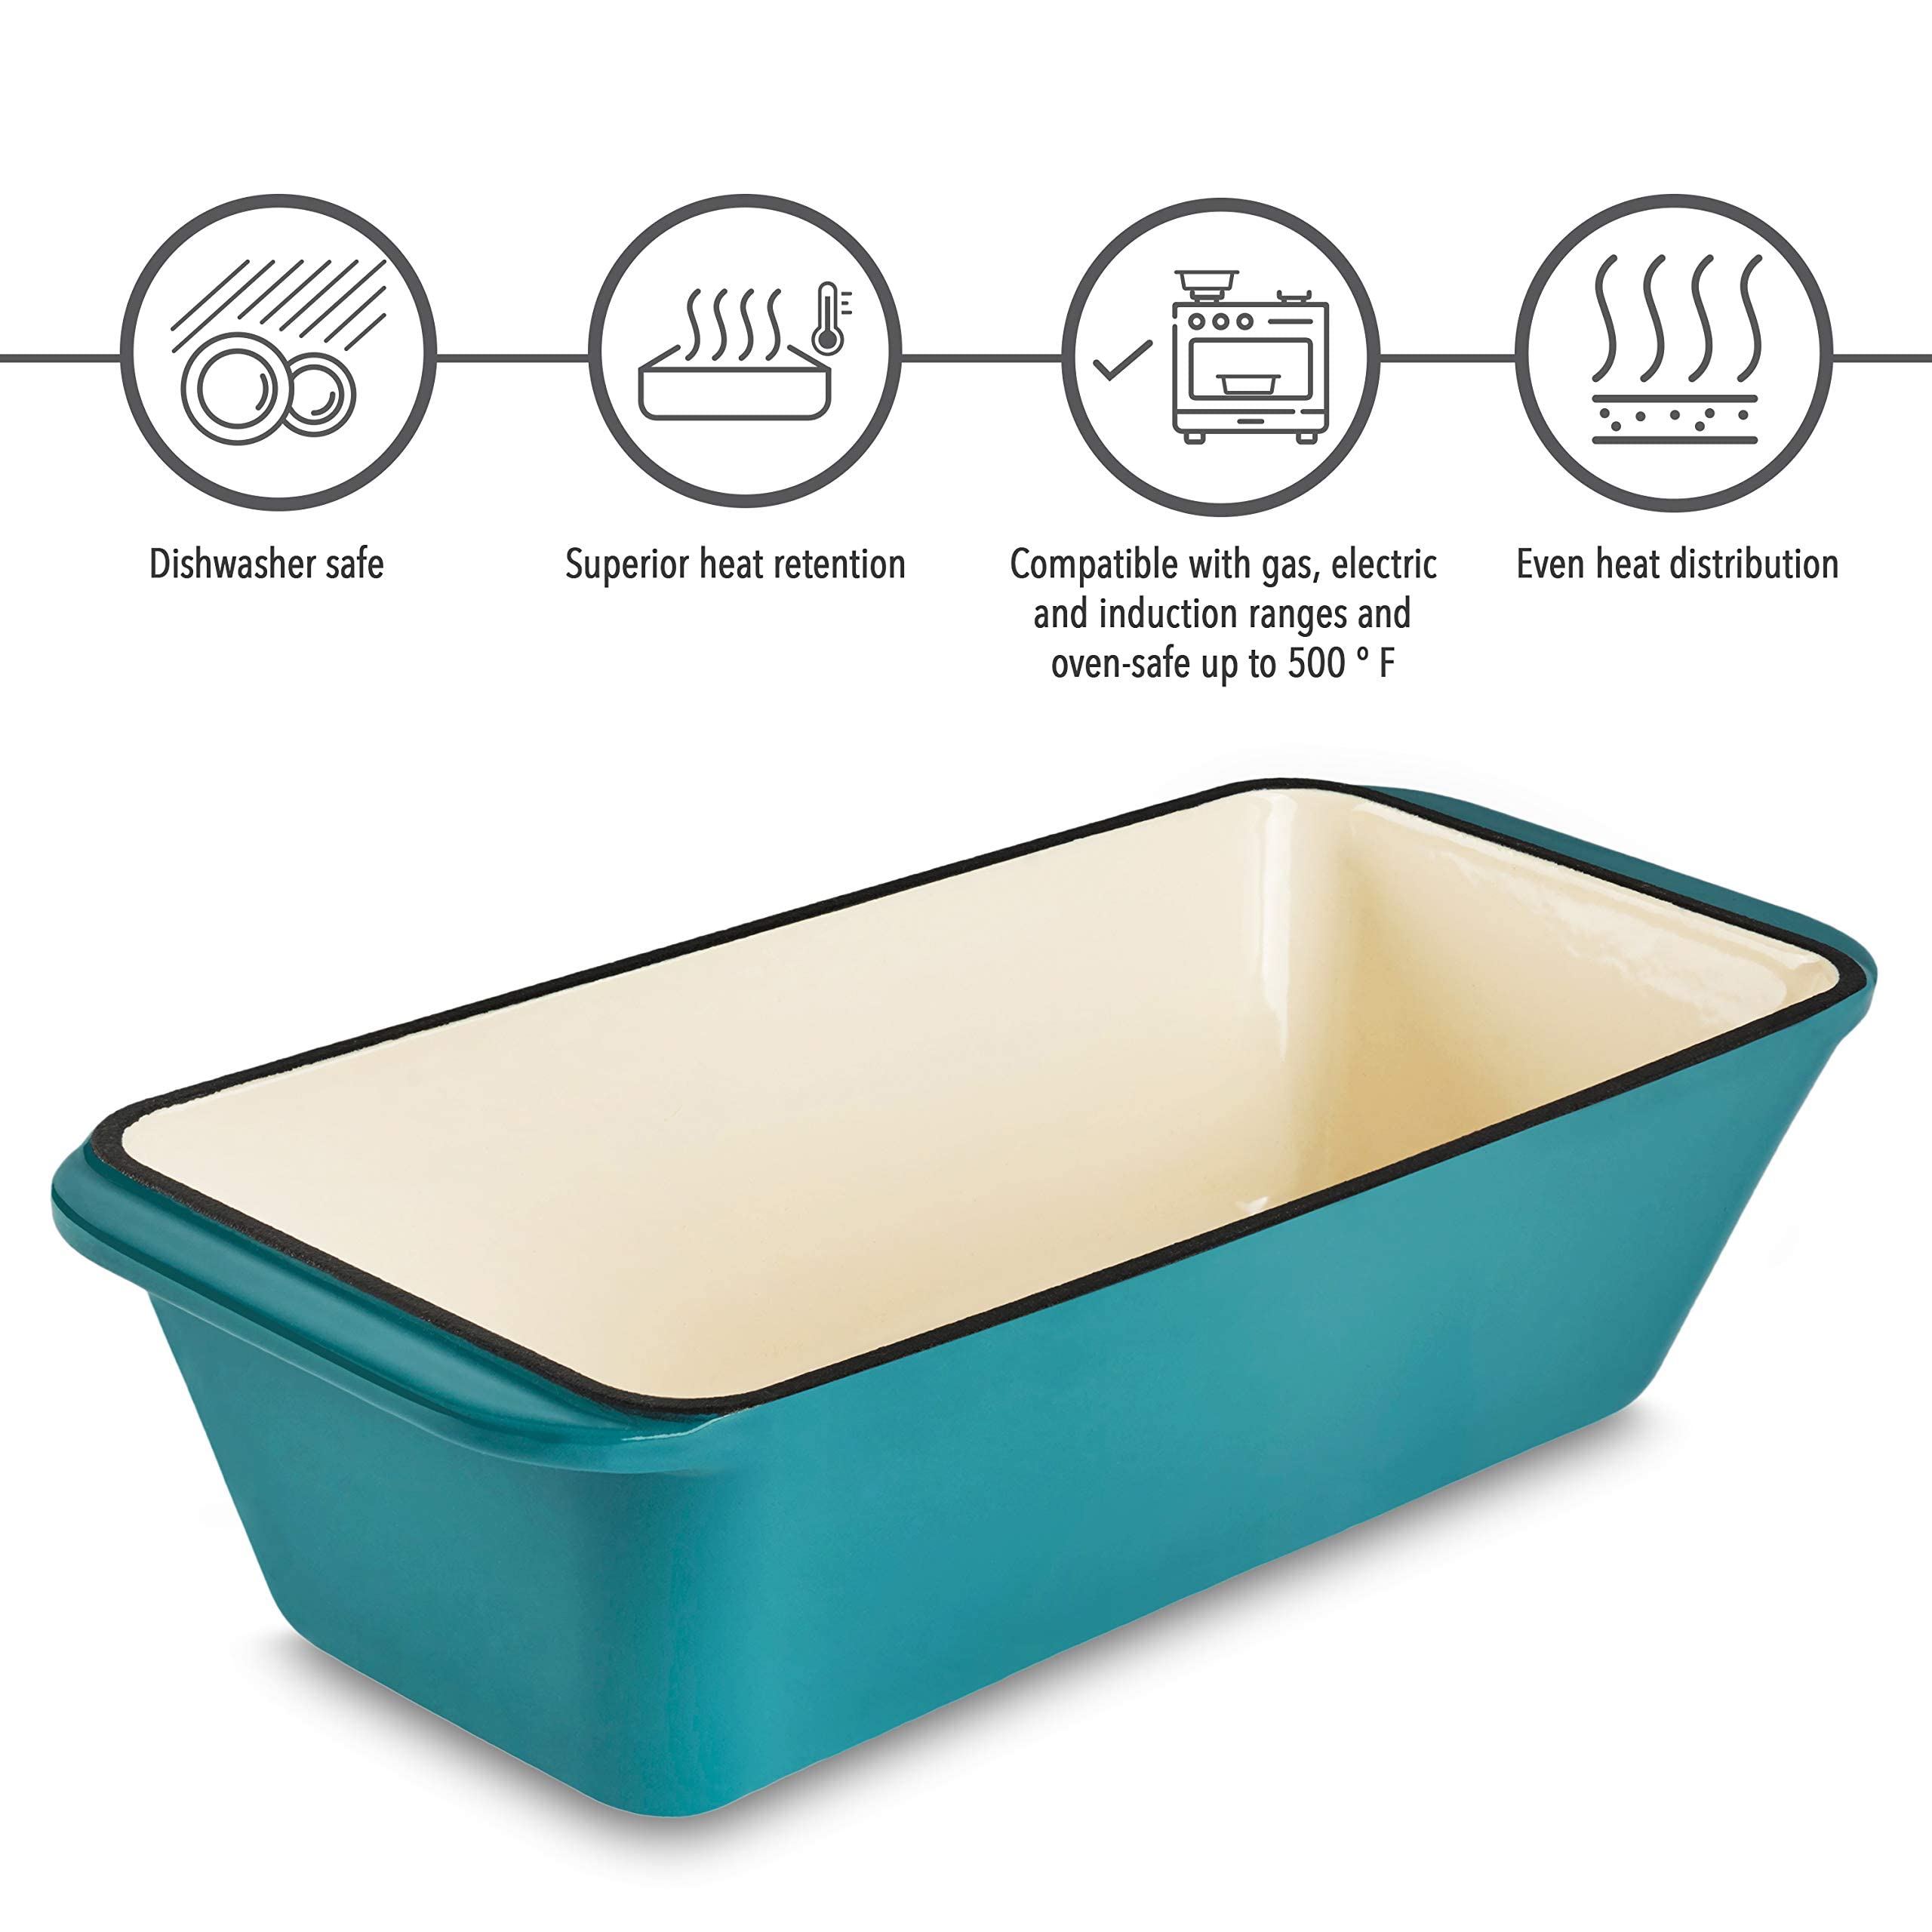 Dishwasher safe
Superior heat retention
Compatible with gas, electric
and induction ranges and
oven-safe up to 500 ° F
Even heat distribution